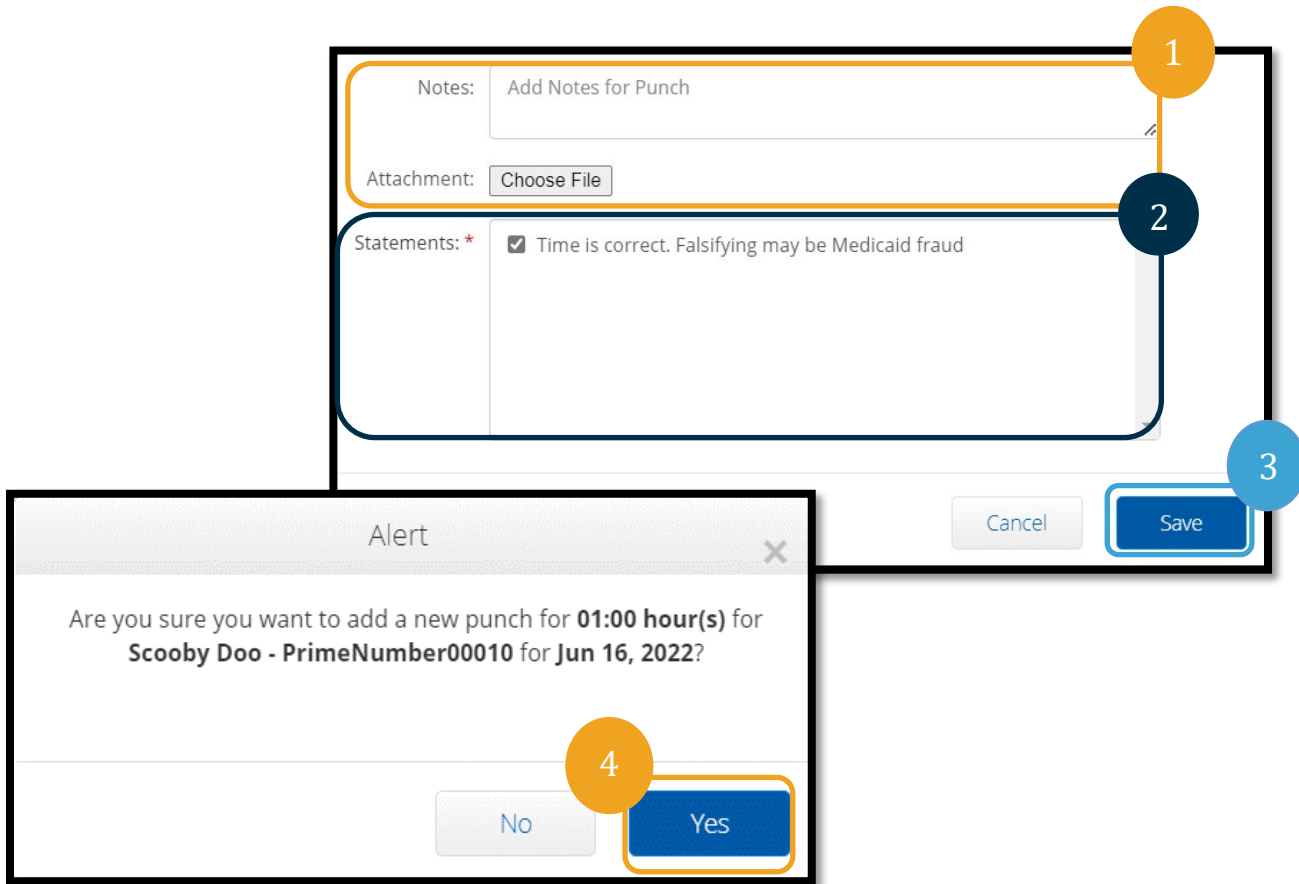 1
Notes: Add Notes for Punch
Attachment: Choose File
2
Statements: * Time is correct. Falsifying may be Medicaid fraud
3
Cancel Save
Alert
Are you sure you want to add a new punch for 01:00 hour(s) for
Scooby Doo - PrimeNumber00010 for Jun 16, 2022?
4
No Yes